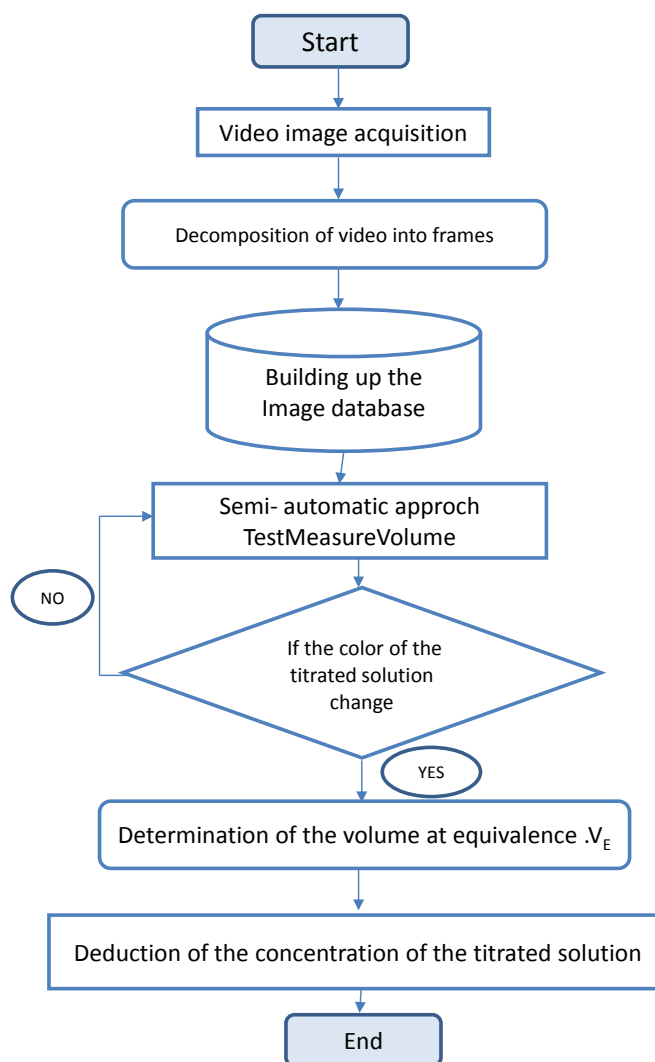 Start
Video image acquisition
Decomposition of video into frames
Building up the
Image database
Semi- automatic approch
TestMeasureVolume
NO
If the color of the
titrated solution
change
YES
Determination of the volume at equivalence .VE
Deduction of the concentration of the titrated solution
End